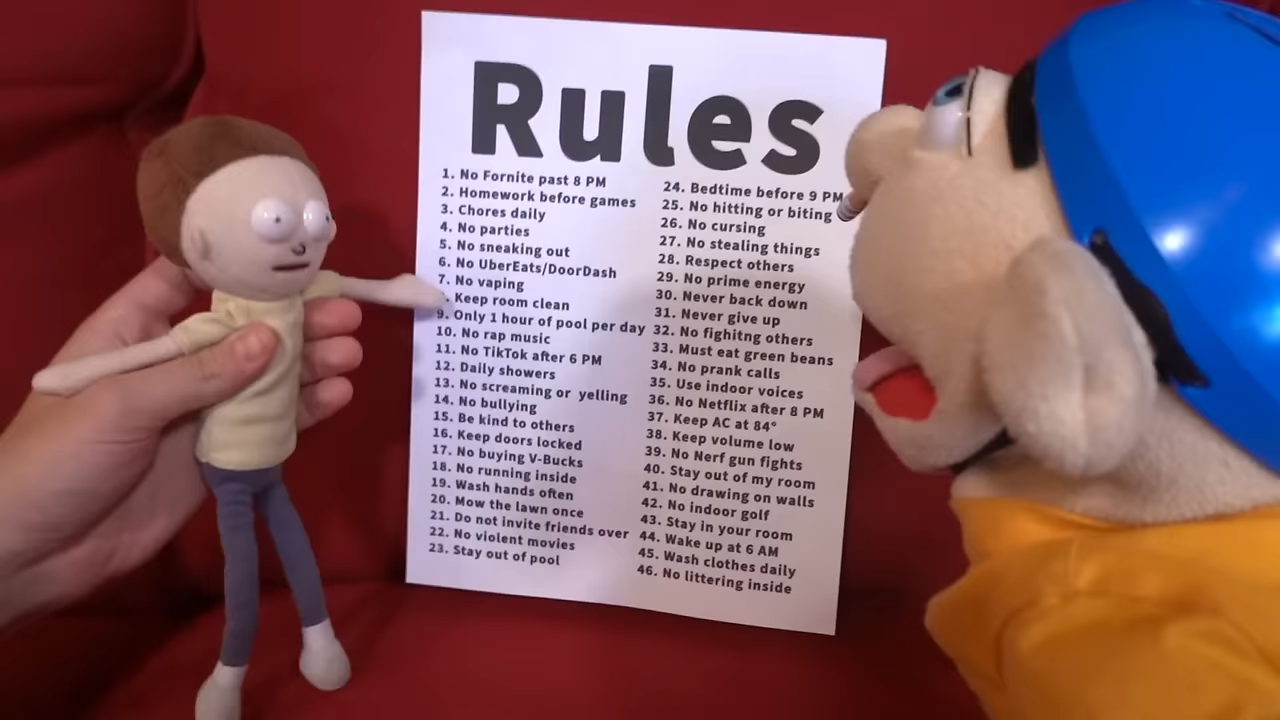 Rules
1. No Fornite past 8 PM
2. Homework before games
3. Chores daily
4. No parties
5. No sneaking out
6. No UberEats/DoorDash
7. No vaping
Keep room clean
9. Only 1 hour of pool per day
10. No rap music
11. No TikTok after 6 PM
12. Daily showers
13. No screaming or yelling
14. No bullying
15. Be kind to others
16. Keep doors locked
17. No buying V-Bucks
18. No running inside
19. Wash hands often
20. Mow the lawn once
21. Do not invite friends over
22. No violent movies
23. Stay out of pool
24. Bedtime before 9 PM
25. No hitting or biting
26. No cursing
27. No stealing things
28. Respect others
29. No prime energy
30. Never back down
31. Never give up
32. No fighitng others
33. Must eat green beans
34. No prank calls
35. Use indoor voices
36. No Netflix after 8 PM
37. Keep AC at 84°
38. Keep volume low
39. No Nerf gun fights
40. Stay out of my room
41. No drawing on walls
42. No indoor golf
43. Stay in your room
44. Wake up at 6 AM
45. Wash clothes daily
46. No littering inside